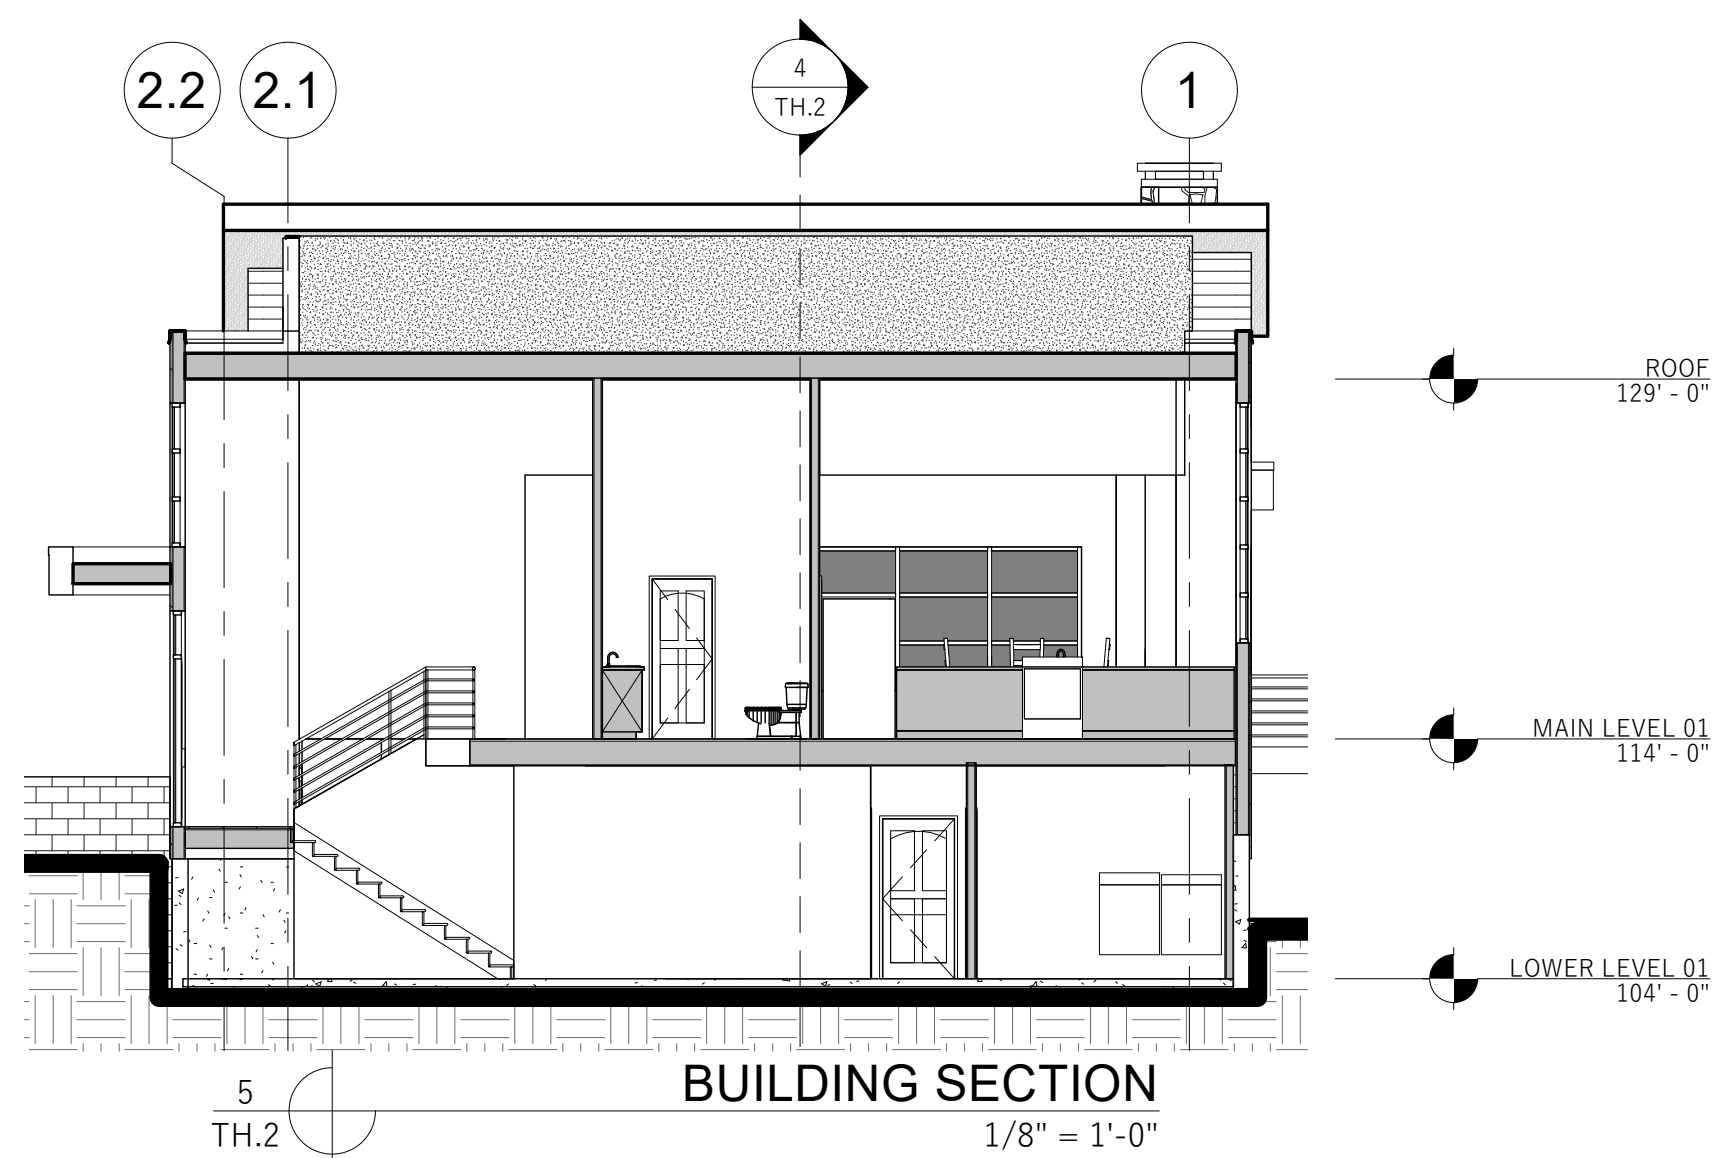 2.2
2.1
4
TH.2
1
ROOF
129' - 0"
MAIN LEVEL 01
114' - 0"
LOWER LEVEL 01
104' - 0"
5
TH.2
BUILDING SECTION
1/8" = 1'-0"